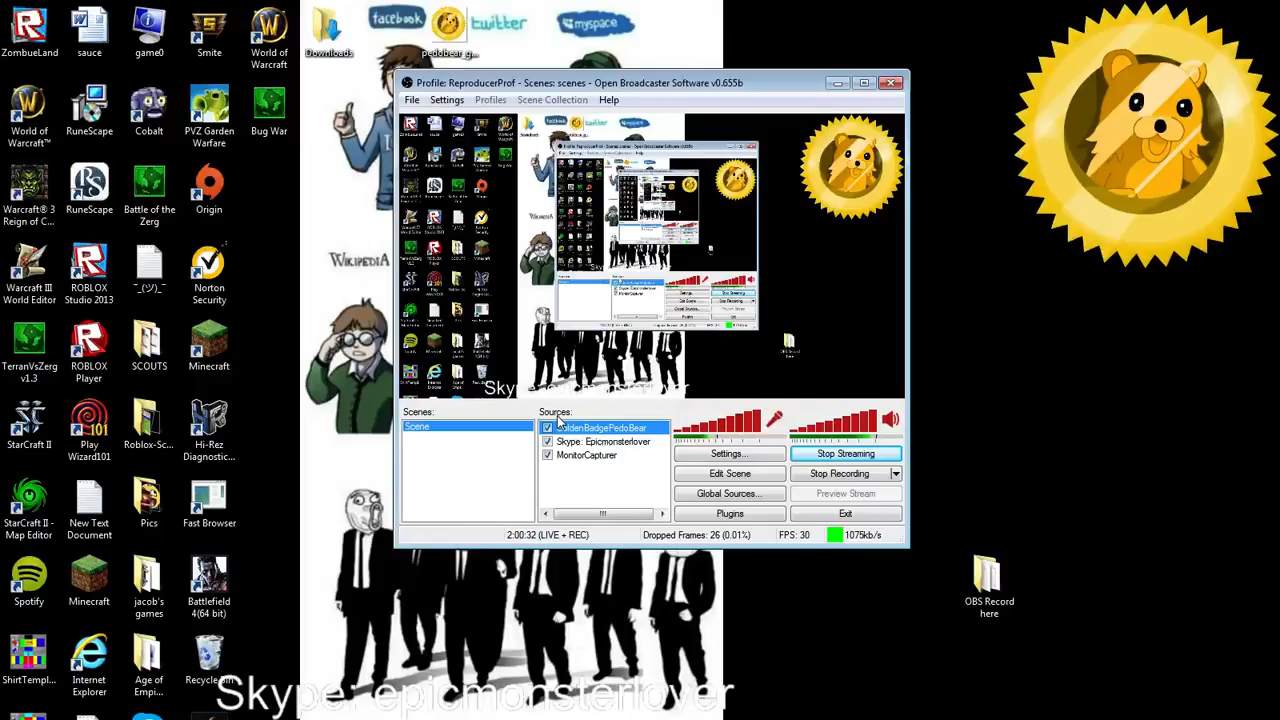 ZombueLand
sauce
game0
Smite
World of Warcraft
Downloads
facebook
pedobear_g...
twitter
myspace
World of Warcraft™
RuneScape
Cobalt
PVZ Garden Warfare
Bug War
Warcraft® 3 Reign of C...
RuneScape
Battle of the Zerg
Origin
WIKIPEDIA
Warcraft III World Editor
ROBLOX Studio 2013
¯\_(ツ)_/¯
Norton Security
TerranVsZerg v1.3
ROBLOX Player
SCOUTS
Minecraft
StarCraft II
Play Wizard101
Roblox-Sc...
Hi-Rez Diagnostic...
StarCraft II - Map Editor
New Text Document
Pics
Fast Browser
Spotify
Minecraft
jacob's games
Battlefield 4(64 bit)
ShirtTempl...
Internet Explorer
Age of Empi...
Recycle Bin
Profile: ReproducerProf - Scenes: scenes - Open Broadcaster Software v0.655b
File Settings Profiles Scene Collection Help
Scenes:
Scene
Sources:
GoldenBadgePedoBear
Skype: Epicmonsterlover
MonitorCapturer
Settings...
Stop Streaming
Edit Scene
Stop Recording
Global Sources...
Preview Stream
Plugins
Exit
2:00:32 (LIVE + REC)
Dropped Frames: 26 (0.01%)
FPS: 30
1075kb/s
OBS Record here
Skype: epicmonsterlover